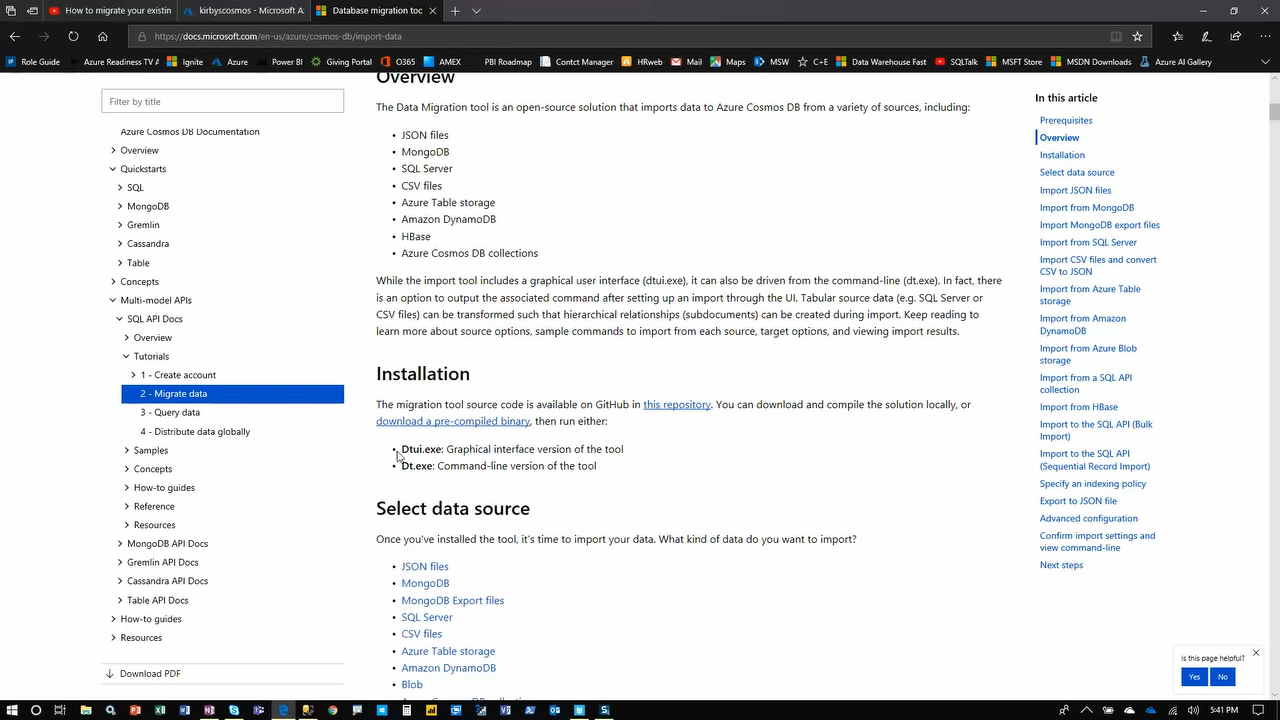 How to migrate your existin
kirbyscosmos - Microsoft Az
Database migration too
https://docs.microsoft.com/en-us/azure/cosmos-db/import-data
Role Guide
Azure Readiness TV A
Ignite
Azure
Power BI
Giving Portal
O365
AMEX
PBI Roadmap
Contct Manager
HRweb
Mail
Maps
MSW
C+E
Data Warehouse Fast
SQLTalk
MSFT Store
MSDN Downloads
Azure AI Gallery
Filter by title
Azure Cosmos DB Documentation
Overview
Quickstarts
SQL
MongoDB
Gremlin
Cassandra
Table
Concepts
Multi-model APIs
SQL API Docs
Overview
Tutorials
1 - Create account
2 - Migrate data
3 - Query data
4 - Distribute data globally
Samples
Concepts
How-to guides
Reference
Resources
MongoDB API Docs
Gremlin API Docs
Cassandra API Docs
Table API Docs
How-to guides
Resources
Download PDF
Overview
The Data Migration tool is an open-source solution that imports data to Azure Cosmos DB from a variety of sources, including:
• JSON files
• MongoDB
• SQL Server
• CSV files
• Azure Table storage
• Amazon DynamoDB
• HBase
• Azure Cosmos DB collections
While the import tool includes a graphical user interface (dtui.exe), it can also be driven from the command-line (dt.exe). In fact, there
is an option to output the associated command after setting up an import through the UI. Tabular source data (e.g. SQL Server or
CSV files) can be transformed such that hierarchical relationships (subdocuments) can be created during import. Keep reading to
learn more about source options, sample commands to import from each source, target options, and viewing import results.
Installation
The migration tool source code is available on GitHub in this repository. You can download and compile the solution locally, or
download a pre-compiled binary, then run either:
• Dtui.exe: Graphical interface version of the tool
• Dt.exe: Command-line version of the tool
Select data source
Once you've installed the tool, it's time to import your data. What kind of data do you want to import?
• JSON files
• MongoDB
• MongoDB Export files
• SQL Server
• CSV files
• Azure Table storage
• Amazon DynamoDB
• Blob
In this article
Prerequisites
Overview
Installation
Select data source
Import JSON files
Import from MongoDB
Import MongoDB export files
Import from SQL Server
Import CSV files and convert
CSV to JSON
Import from Azure Table
storage
Import from Amazon
DynamoDB
Import from Azure Blob
storage
Import from a SQL API
collection
Import from HBase
Import to the SQL API (Bulk
Import)
Import to the SQL API
(Sequential Record Import)
Specify an indexing policy
Export to JSON file
Advanced configuration
Confirm import settings and
view command-line
Next steps
Is this page helpful?
Yes
No
5:41 PM